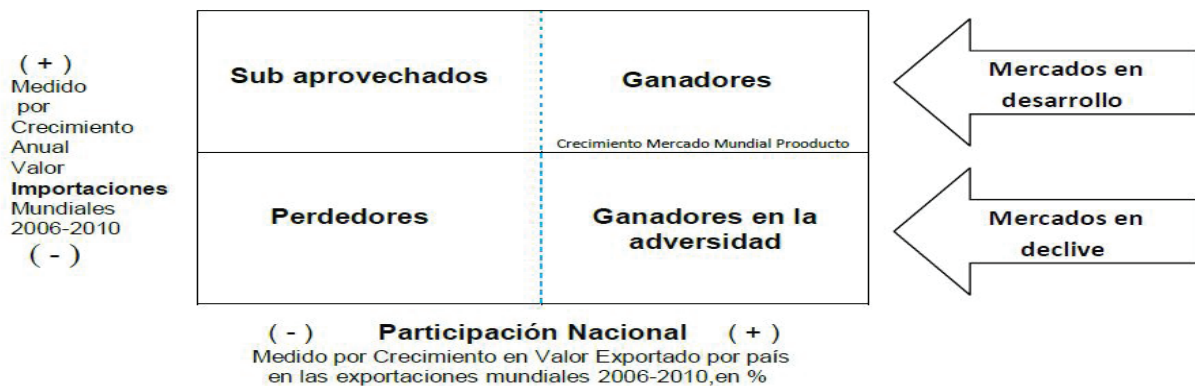 ( + )
Medido
por
Crecimiento
Anual
Valor
Importaciones
Mundiales
2006-2010
( - )
Sub aprovechados
Ganadores
Crecimiento Mercado Mundial Prooducto
Perdedores
Ganadores en la
adversidad
Mercados en
desarrollo
Mercados en
declive
( - ) Participación Nacional ( + )
Medido por Crecimiento en Valor Exportado por país
en las exportaciones mundiales 2006-2010,en %